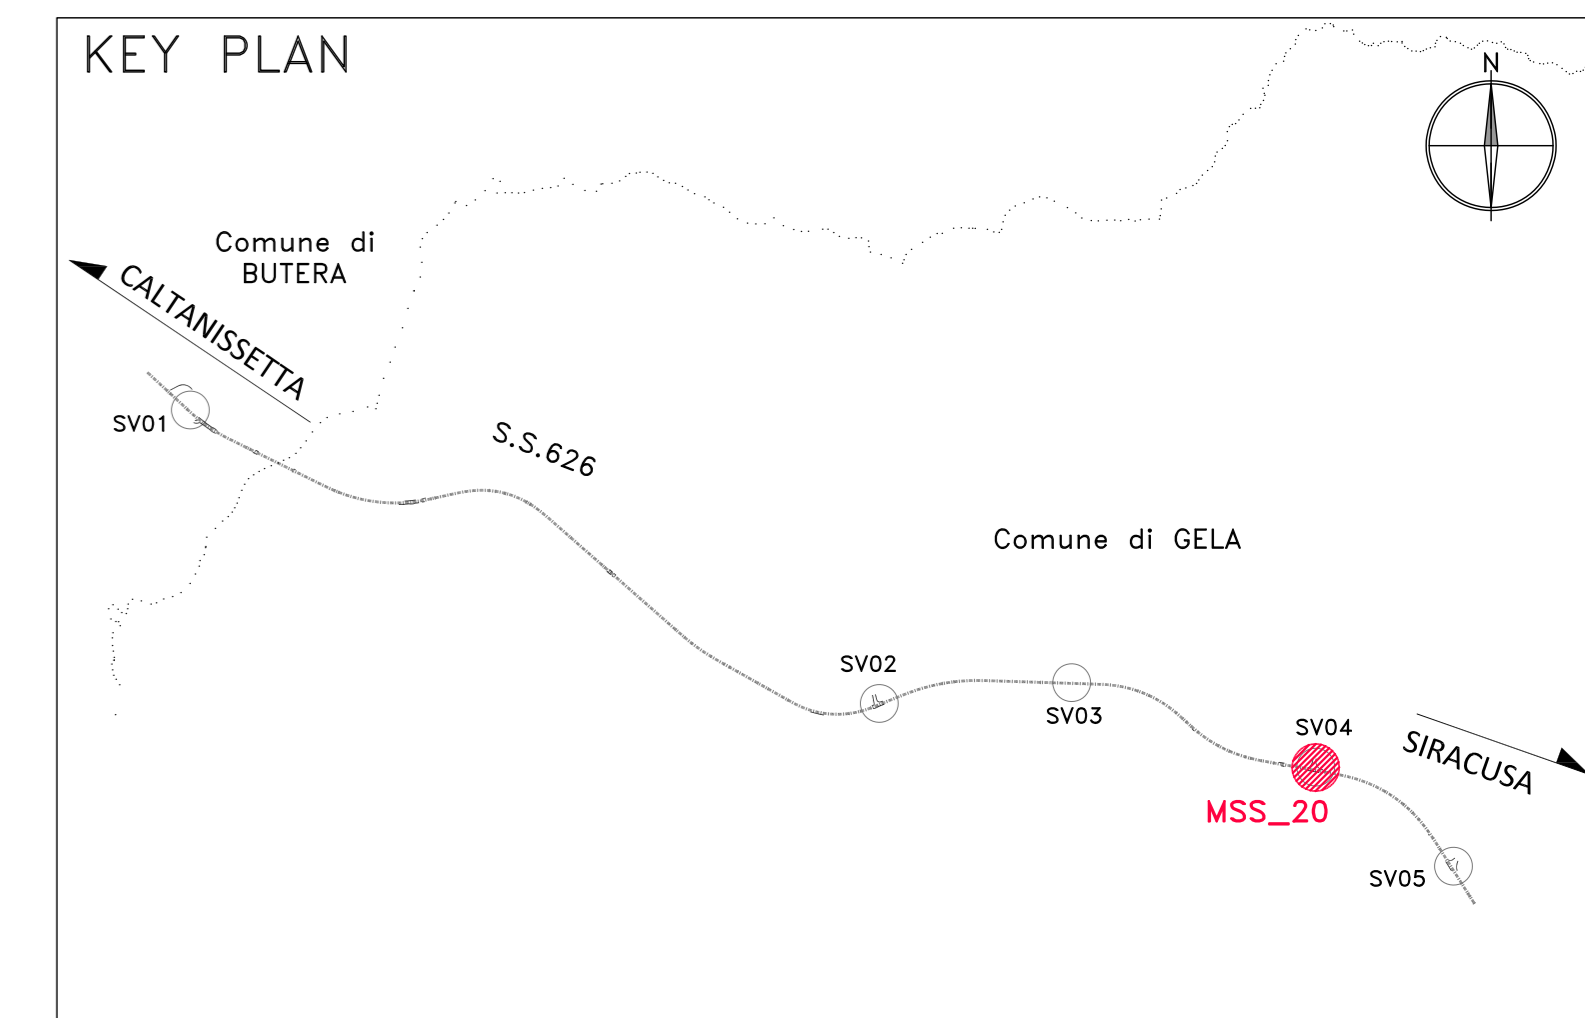 KEY PLAN
N
Comune di
BUTERA
CALTANISSETTA
SV01
S.S.626
Comune di GELA
SV02
SV03
SV04
SIRACUSA
MSS_20
SV05